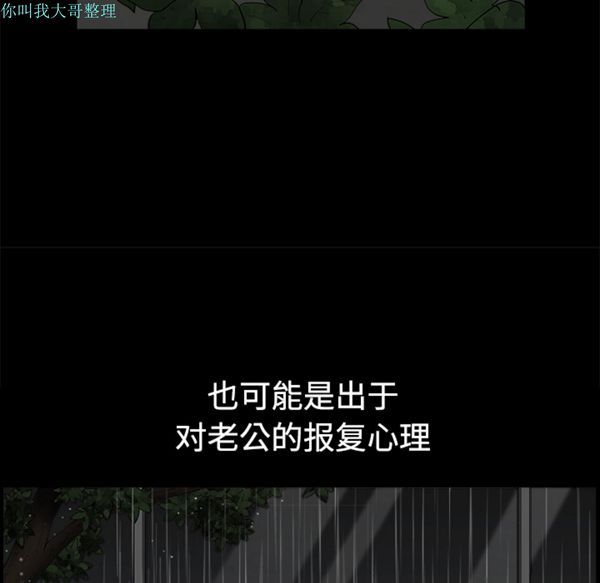 你叫我大哥整理
也可能是出于
对老公的报复心理